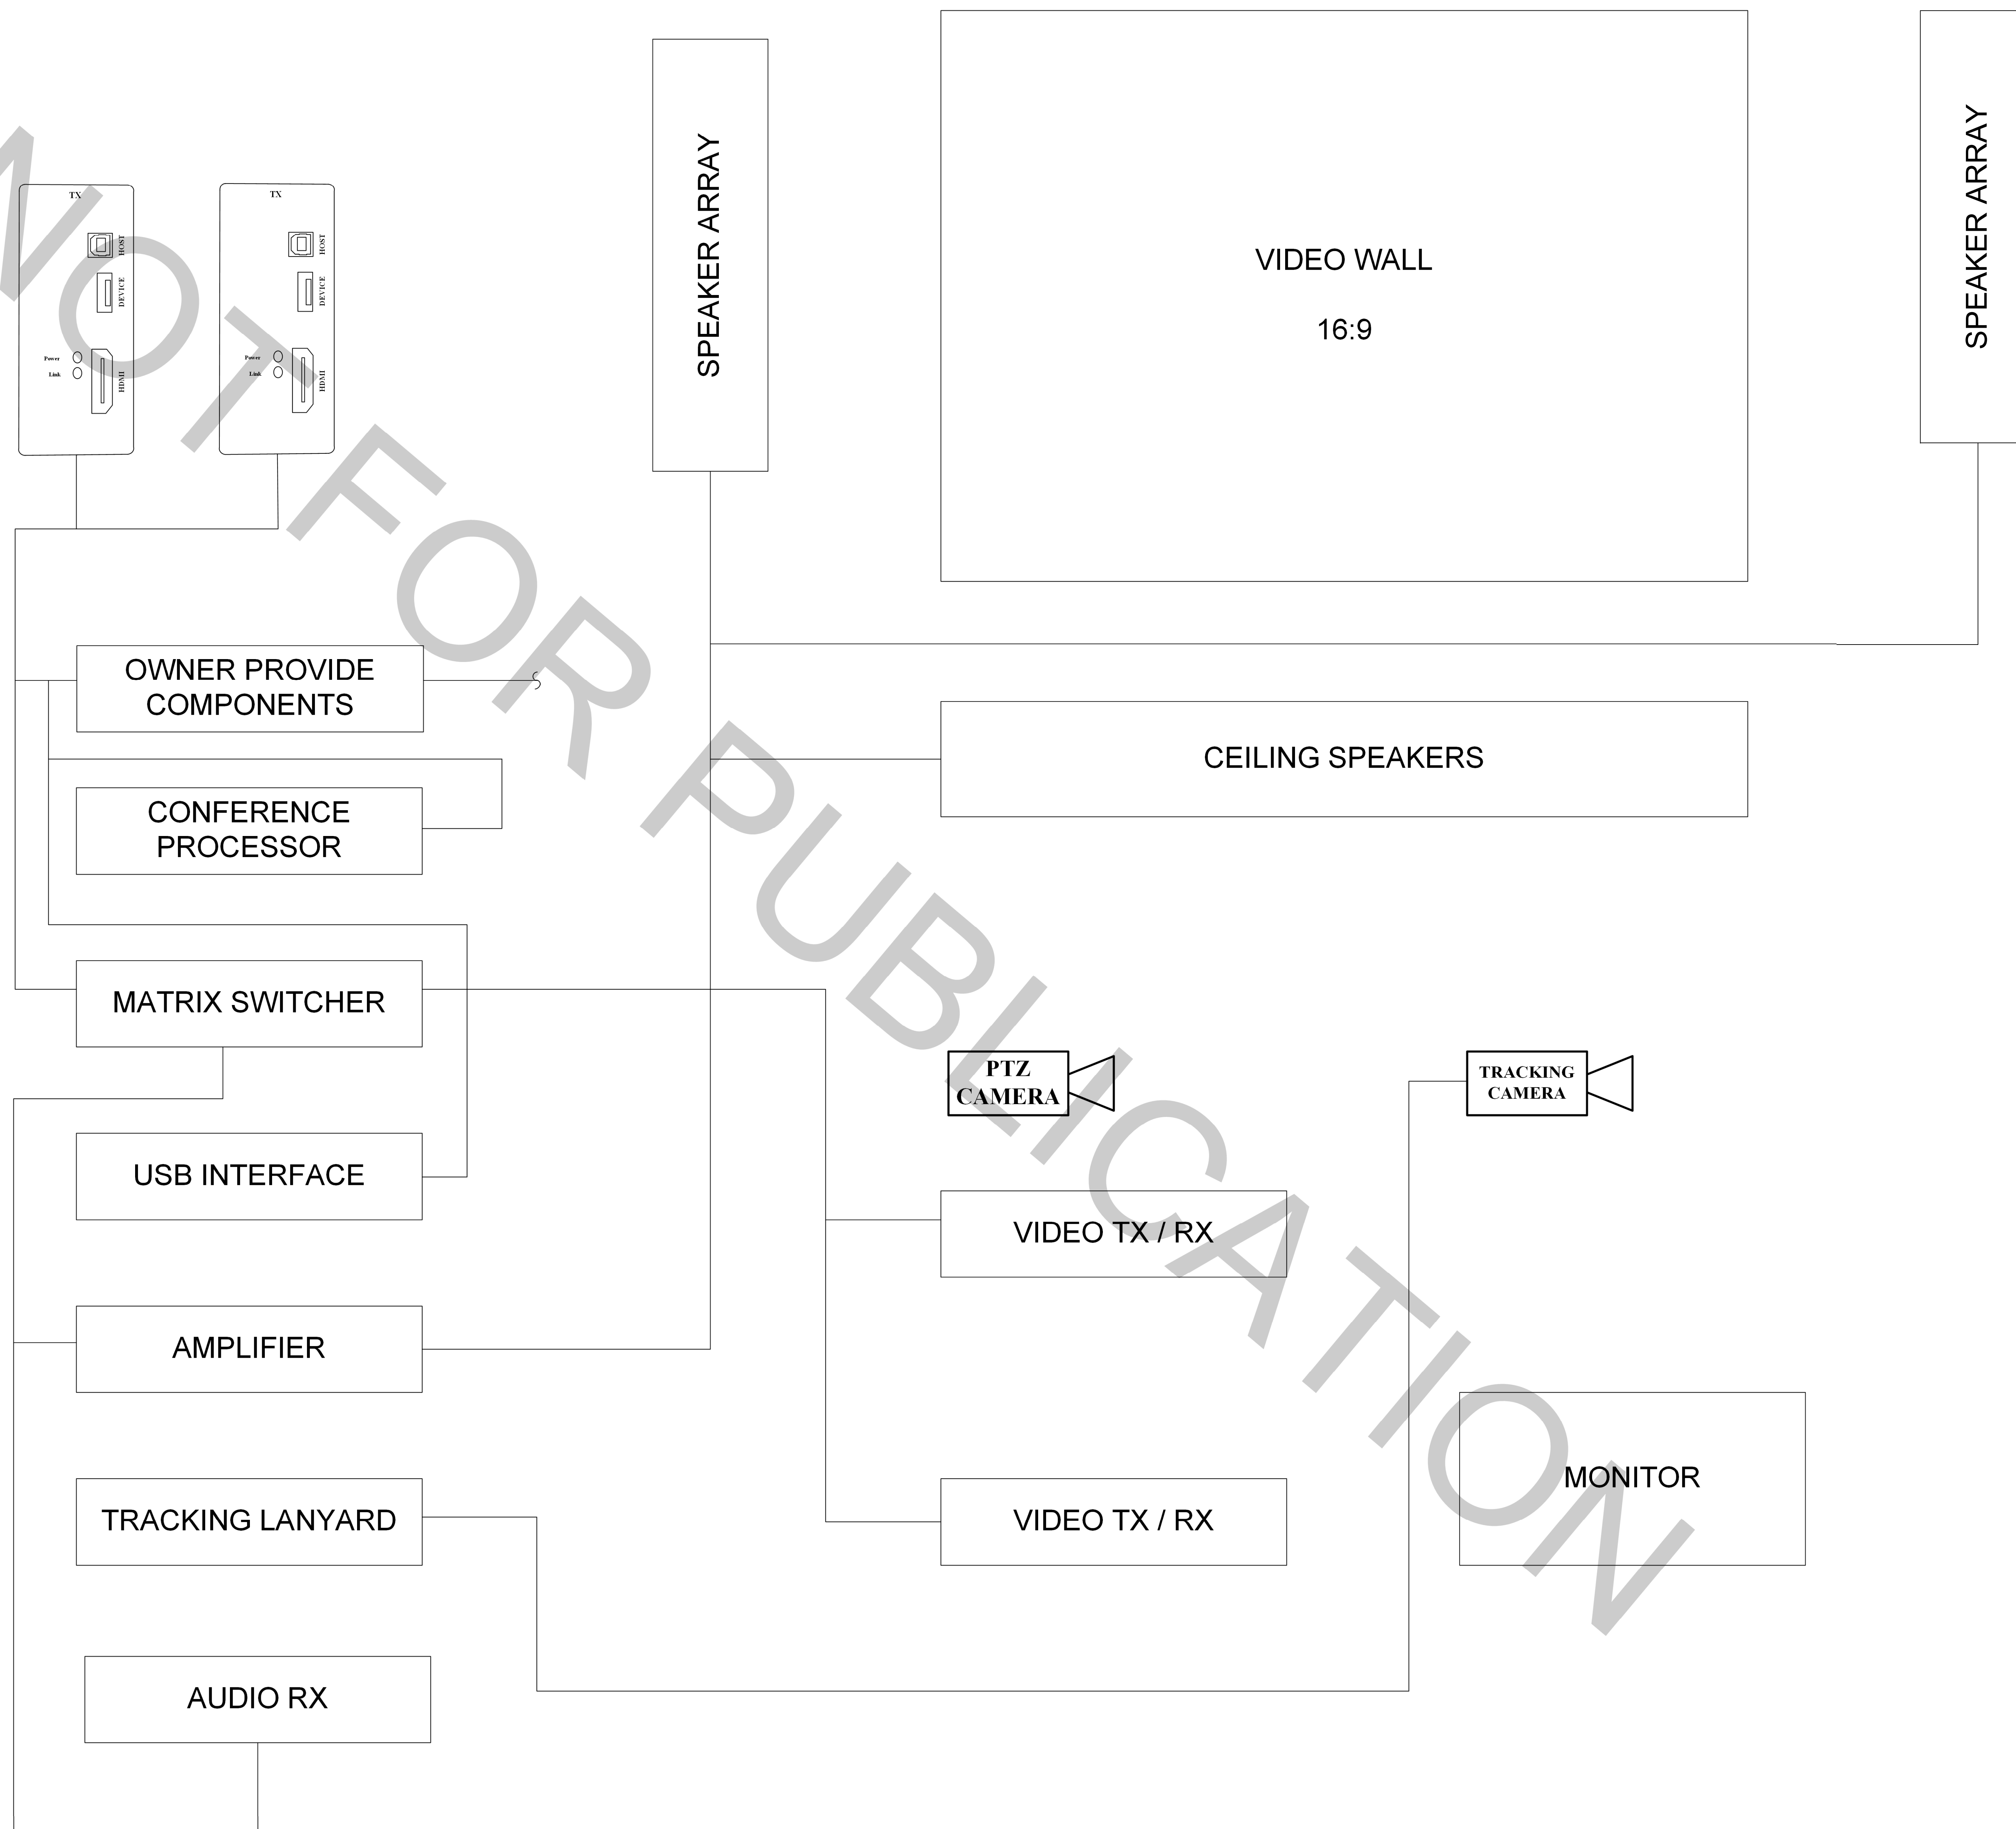 TX
HOST
DEVICE
Power
Link
HDMI
TX
HOST
DEVICE
Power
Link
HDMI
SPEAKER ARRAY
VIDEO WALL
16:9
SPEAKER ARRAY
OWNER PROVIDE
COMPONENTS
CEILING SPEAKERS
CONFERENCE
PROCESSOR
MATRIX SWITCHER
PTZ
CAMERA
TRACKING
CAMERA
USB INTERFACE
VIDEO TX / RX
AMPLIFIER
MONITOR
TRACKING LANYARD
VIDEO TX / RX
AUDIO RX
NOT FOR PUBLICATION